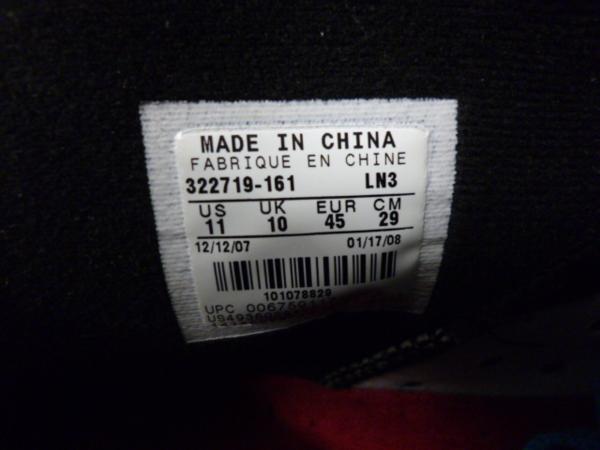 MADE IN CHINA
FABRIQUE EN CHINE
322719-161 LN3
US UK EUR CM
11 10 45 29
12/12/07 01/17/08
101078829
UPC